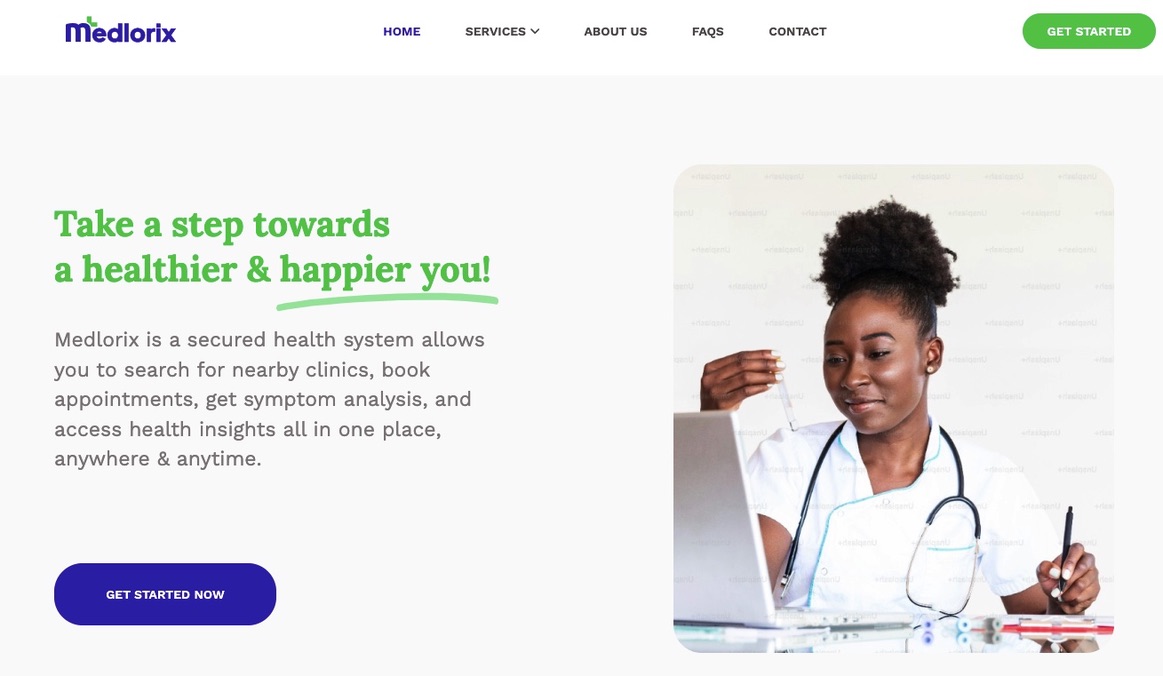 medlorix
HOME
SERVICES
ABOUT US
FAQS
CONTACT
GET STARTED
Take a step towards
a healthier & happier you!
Medlorix is a secured health system allows
you to search for nearby clinics, book
appointments, get symptom analysis, and
access health insights all in one place,
anywhere & anytime.
GET STARTED NOW